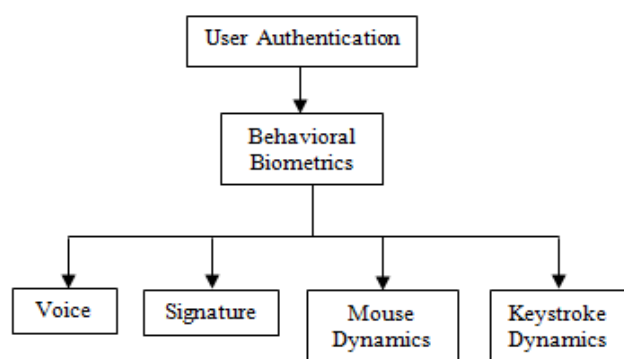 User Authentication
Behavioral
Biometrics
Voice
Signature
Mouse
Dynamics
Keystroke
Dynamics